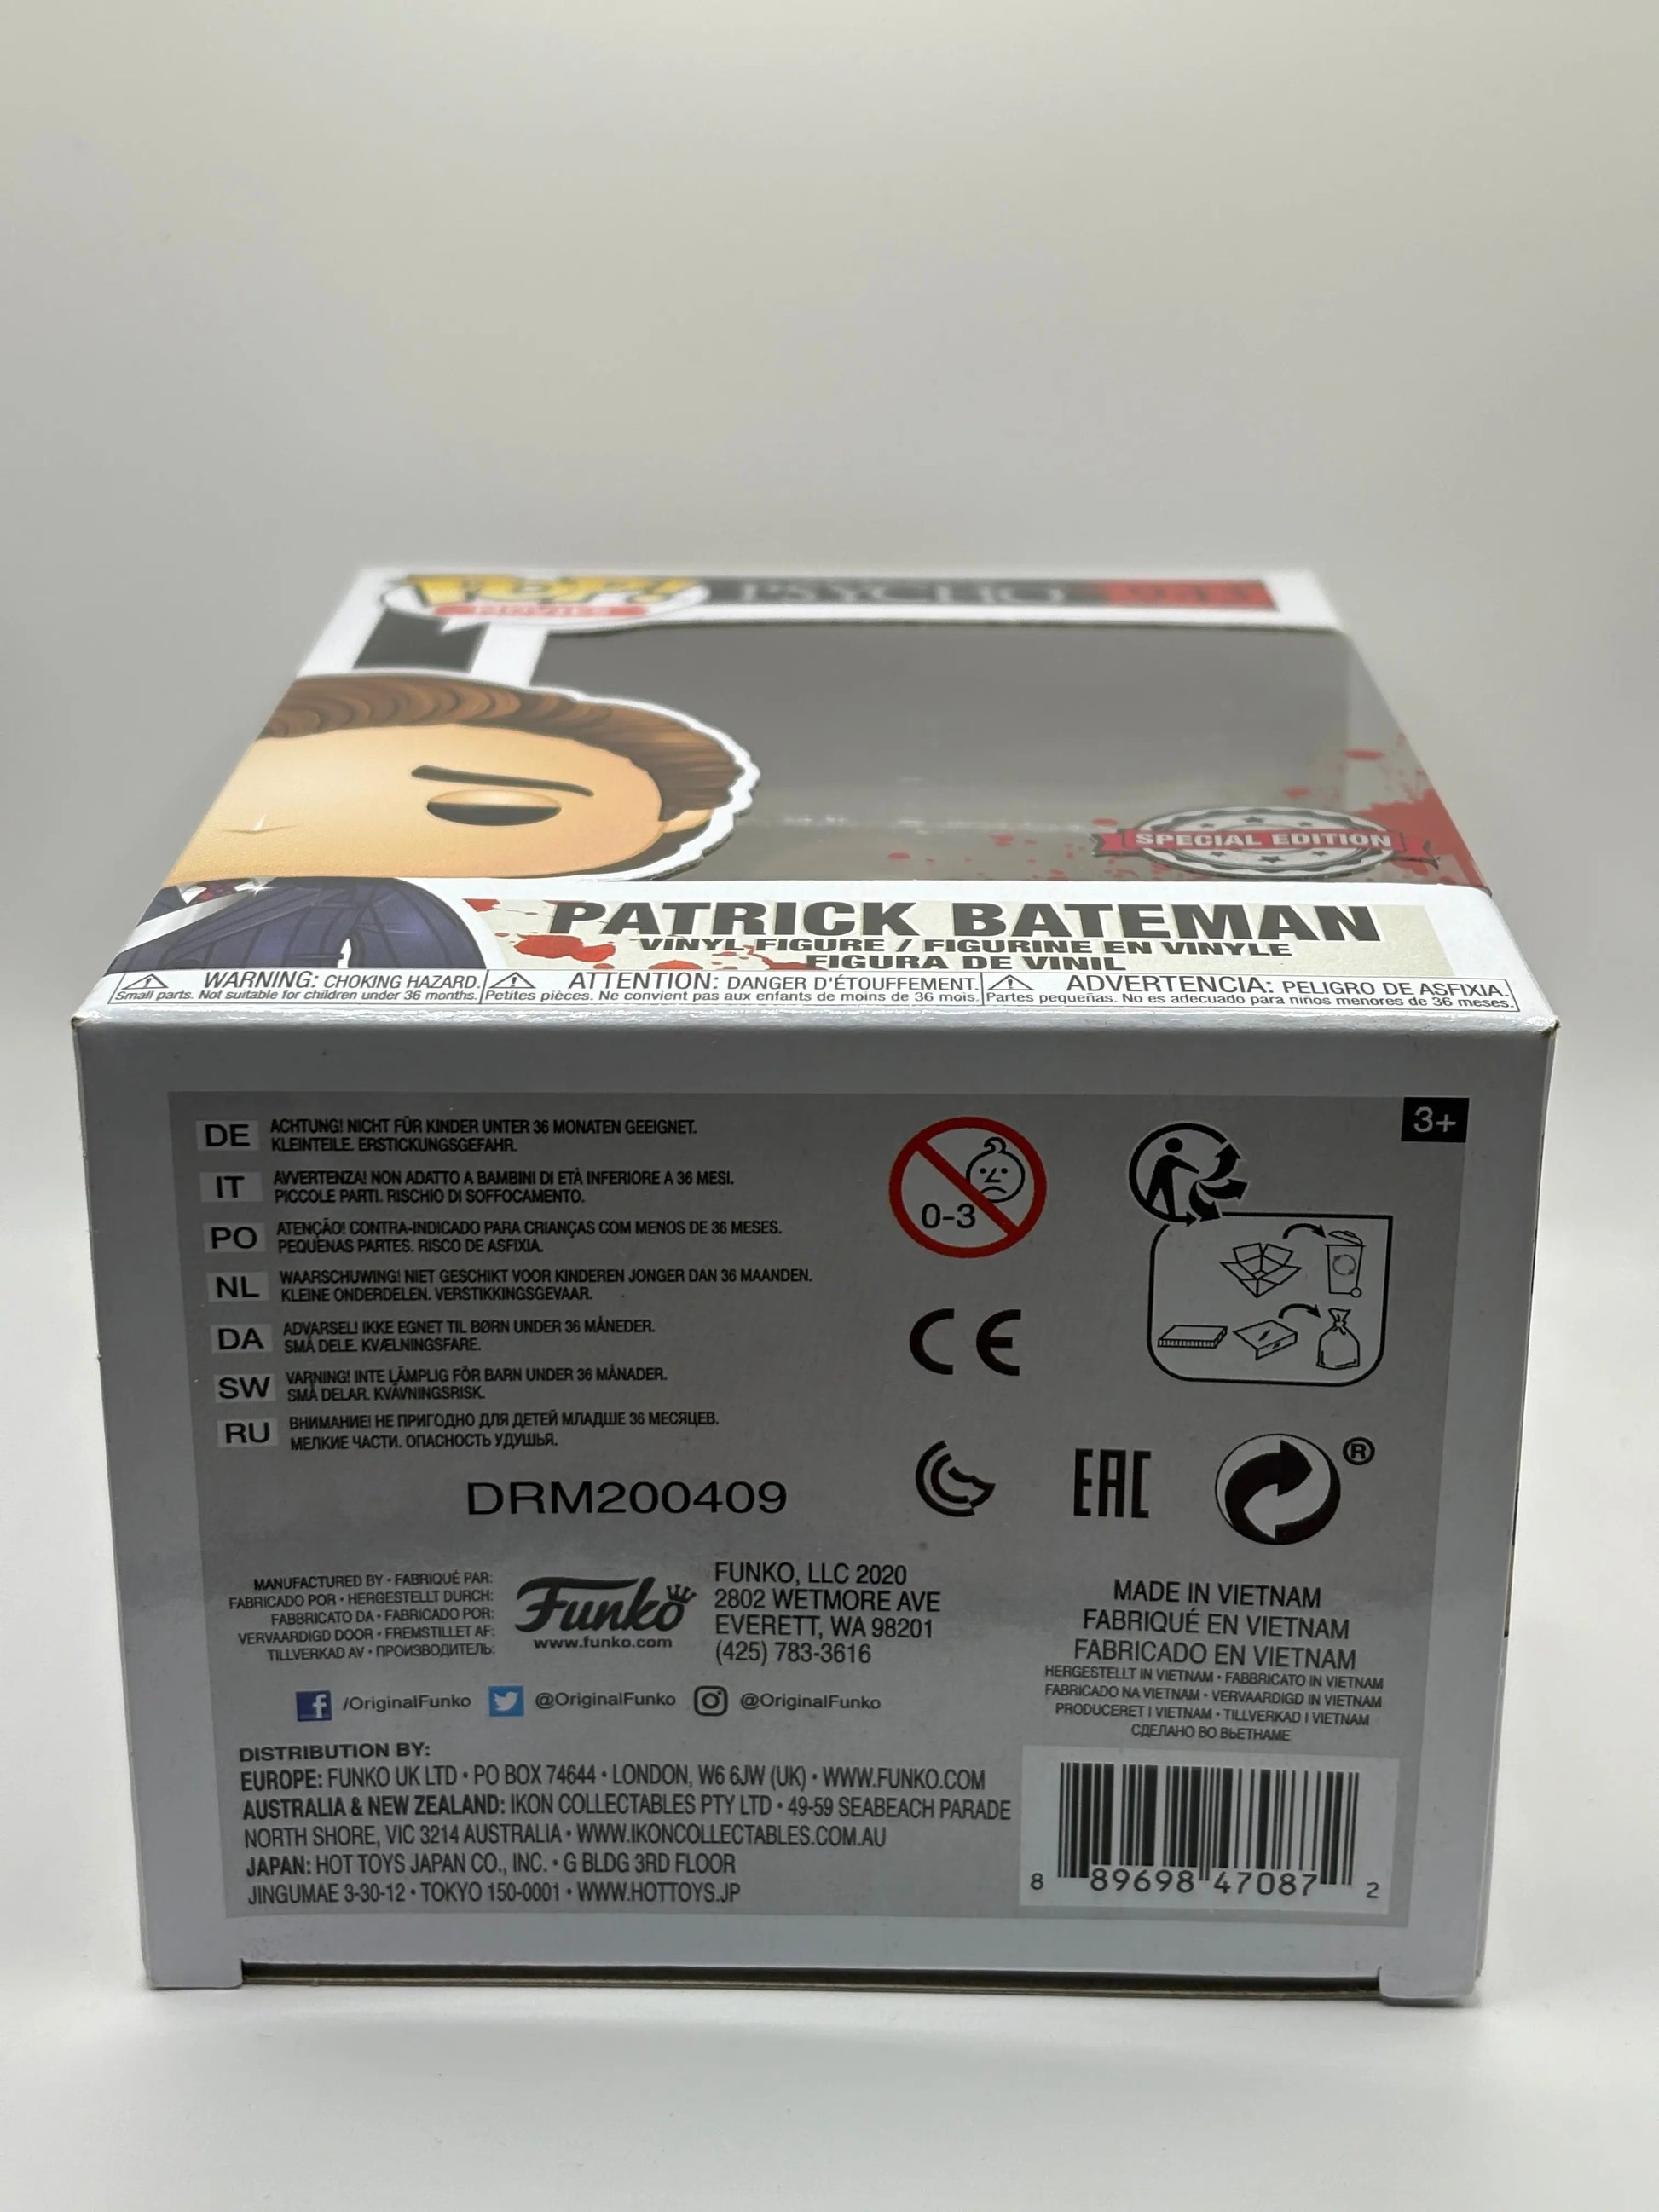 POP!
MOVIES
PSYCHO
SPECIAL EDITION
PATRICK BATEMAN
VINYL FIGURE / FIGURINE EN VINYLE
FIGURA DE VINIL
WARNING: CHOKING HAZARD.
Small parts. Not suitable for children under 36 months.
ATTENTION: DANGER D'ÉTOUFFEMENT.
Petites pièces. Ne convient pas aux enfants de moins de 36 mois.
ADVERTENCIA: PELIGRO DE ASFIXIA.
Partes pequeñas. No es adecuado para niños menores de 36 meses.
DE ACHTUNG! NICHT FÜR KINDER UNTER 36 MONATEN GEEIGNET.
KLEINTEILE. ERSTICKUNGSGEFAHR.
IT AVVERTENZA! NON ADATTO A BAMBINI DI ETÀ INFERIORE A 36 MESI.
PICCOLE PARTI. RISCHIO DI SOFFOCAMENTO.
PO ATENÇÃO! CONTRA-INDICADO PARA CRIANÇAS COM MENOS DE 36 MESES.
PEQUENAS PARTES. RISCO DE ASFIXIA.
NL WAARSCHUWING! NIET GESCHIKT VOOR KINDEREN JONGER DAN 36 MAANDEN.
KLEINE ONDERDELEN. VERSTIKKINGSGEVAAR.
DA ADVARSEL! IKKE EGNET TIL BØRN UNDER 36 MÅNEDER.
SMÅ DELE. KVÆLNINGSFARE.
SW VARNING! INTE LÄMPLIG FÖR BARN UNDER 36 MÅNADER.
SMÅ DELAR. KVÄVNINGSRISK.
RU ВНИМАНИЕ! НЕ ПРИГОДНО ДЛЯ ДЕТЕЙ МЛАДШЕ 36 МЕСЯЦЕВ.
МЕЛКИЕ ЧАСТИ. ОПАСНОСТЬ УДУШЬЯ.
0-3
3+
CE
EAC
®
DRM200409
MANUFACTURED BY • FABRIQUÉ PAR:
FABRICADO POR • HERGESTELLT DURCH:
FABBRICATO DA • FABRICADO POR:
VERVAARDIGD DOOR • FREMSTILLET AF:
TILLVERKAD AV • ПРОИЗВОДИТЕЛЬ:
Funko
www.funko.com
FUNKO, LLC 2020
2802 WETMORE AVE
EVERETT, WA 98201
(425) 783-3616
/OriginalFunko @OriginalFunko @OriginalFunko
MADE IN VIETNAM
FABRIQUÉ EN VIETNAM
FABRICADO EN VIETNAM
HERGESTELLT IN VIETNAM • FABBRICATO IN VIETNAM
FABRICADO NA VIETNAM • VERVAARDIGD IN VIETNAM
PRODUCERET I VIETNAM • TILLVERKAD I VIETNAM
СДЕЛАНО ВО ВЬЕТНАМЕ
DISTRIBUTION BY:
EUROPE: FUNKO UK LTD • PO BOX 74644 • LONDON, W6 6JW (UK) • WWW.FUNKO.COM
AUSTRALIA & NEW ZEALAND: IKON COLLECTABLES PTY LTD • 49-59 SEABEACH PARADE
NORTH SHORE, VIC 3214 AUSTRALIA • WWW.IKONCOLLECTABLES.COM.AU
JAPAN: HOT TOYS JAPAN CO., INC. • G BLDG 3RD FLOOR
JINGUMAE 3-30-12 • TOKYO 150-0001 • WWW.HOTTOYS.JP
8 89698 47087 2